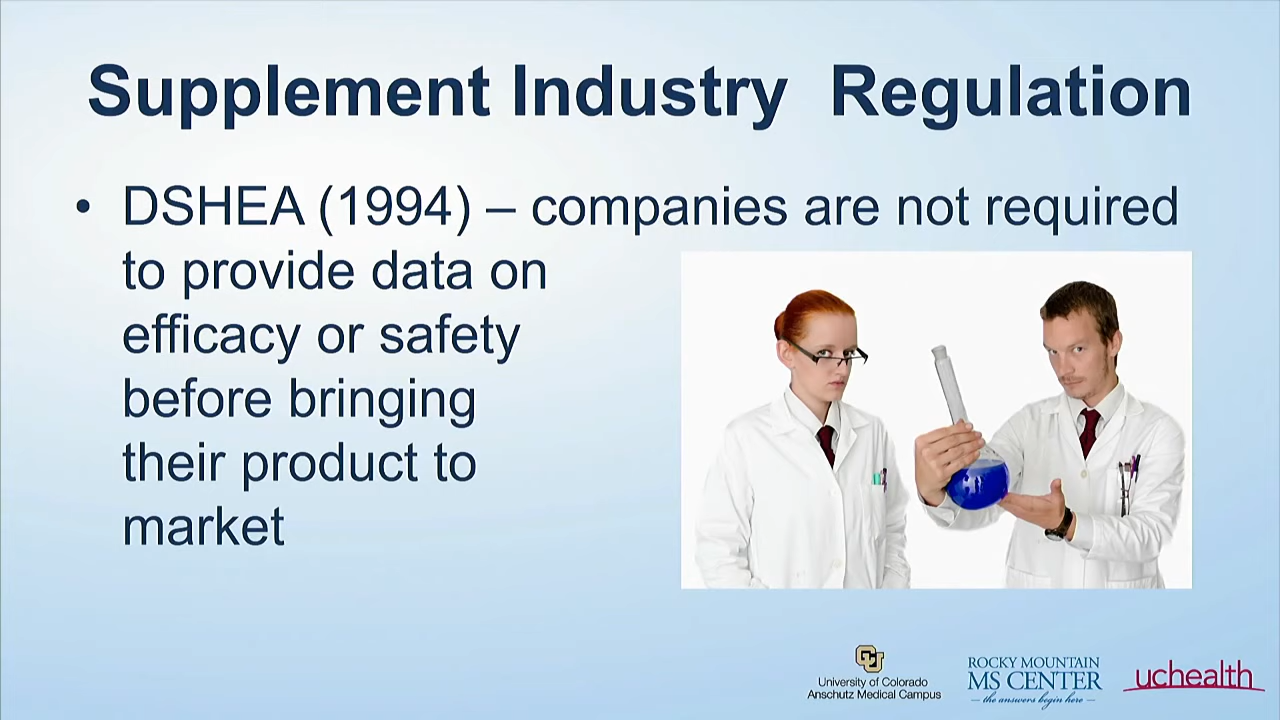 Supplement Industry  Regulation
• DSHEA (1994) – companies are not required
to provide data on
efficacy or safety
before bringing
their product to
market
CU
University of Colorado
Anschutz Medical Campus
ROCKY MOUNTAIN
MS CENTER
— the answers begin here —
uchealth